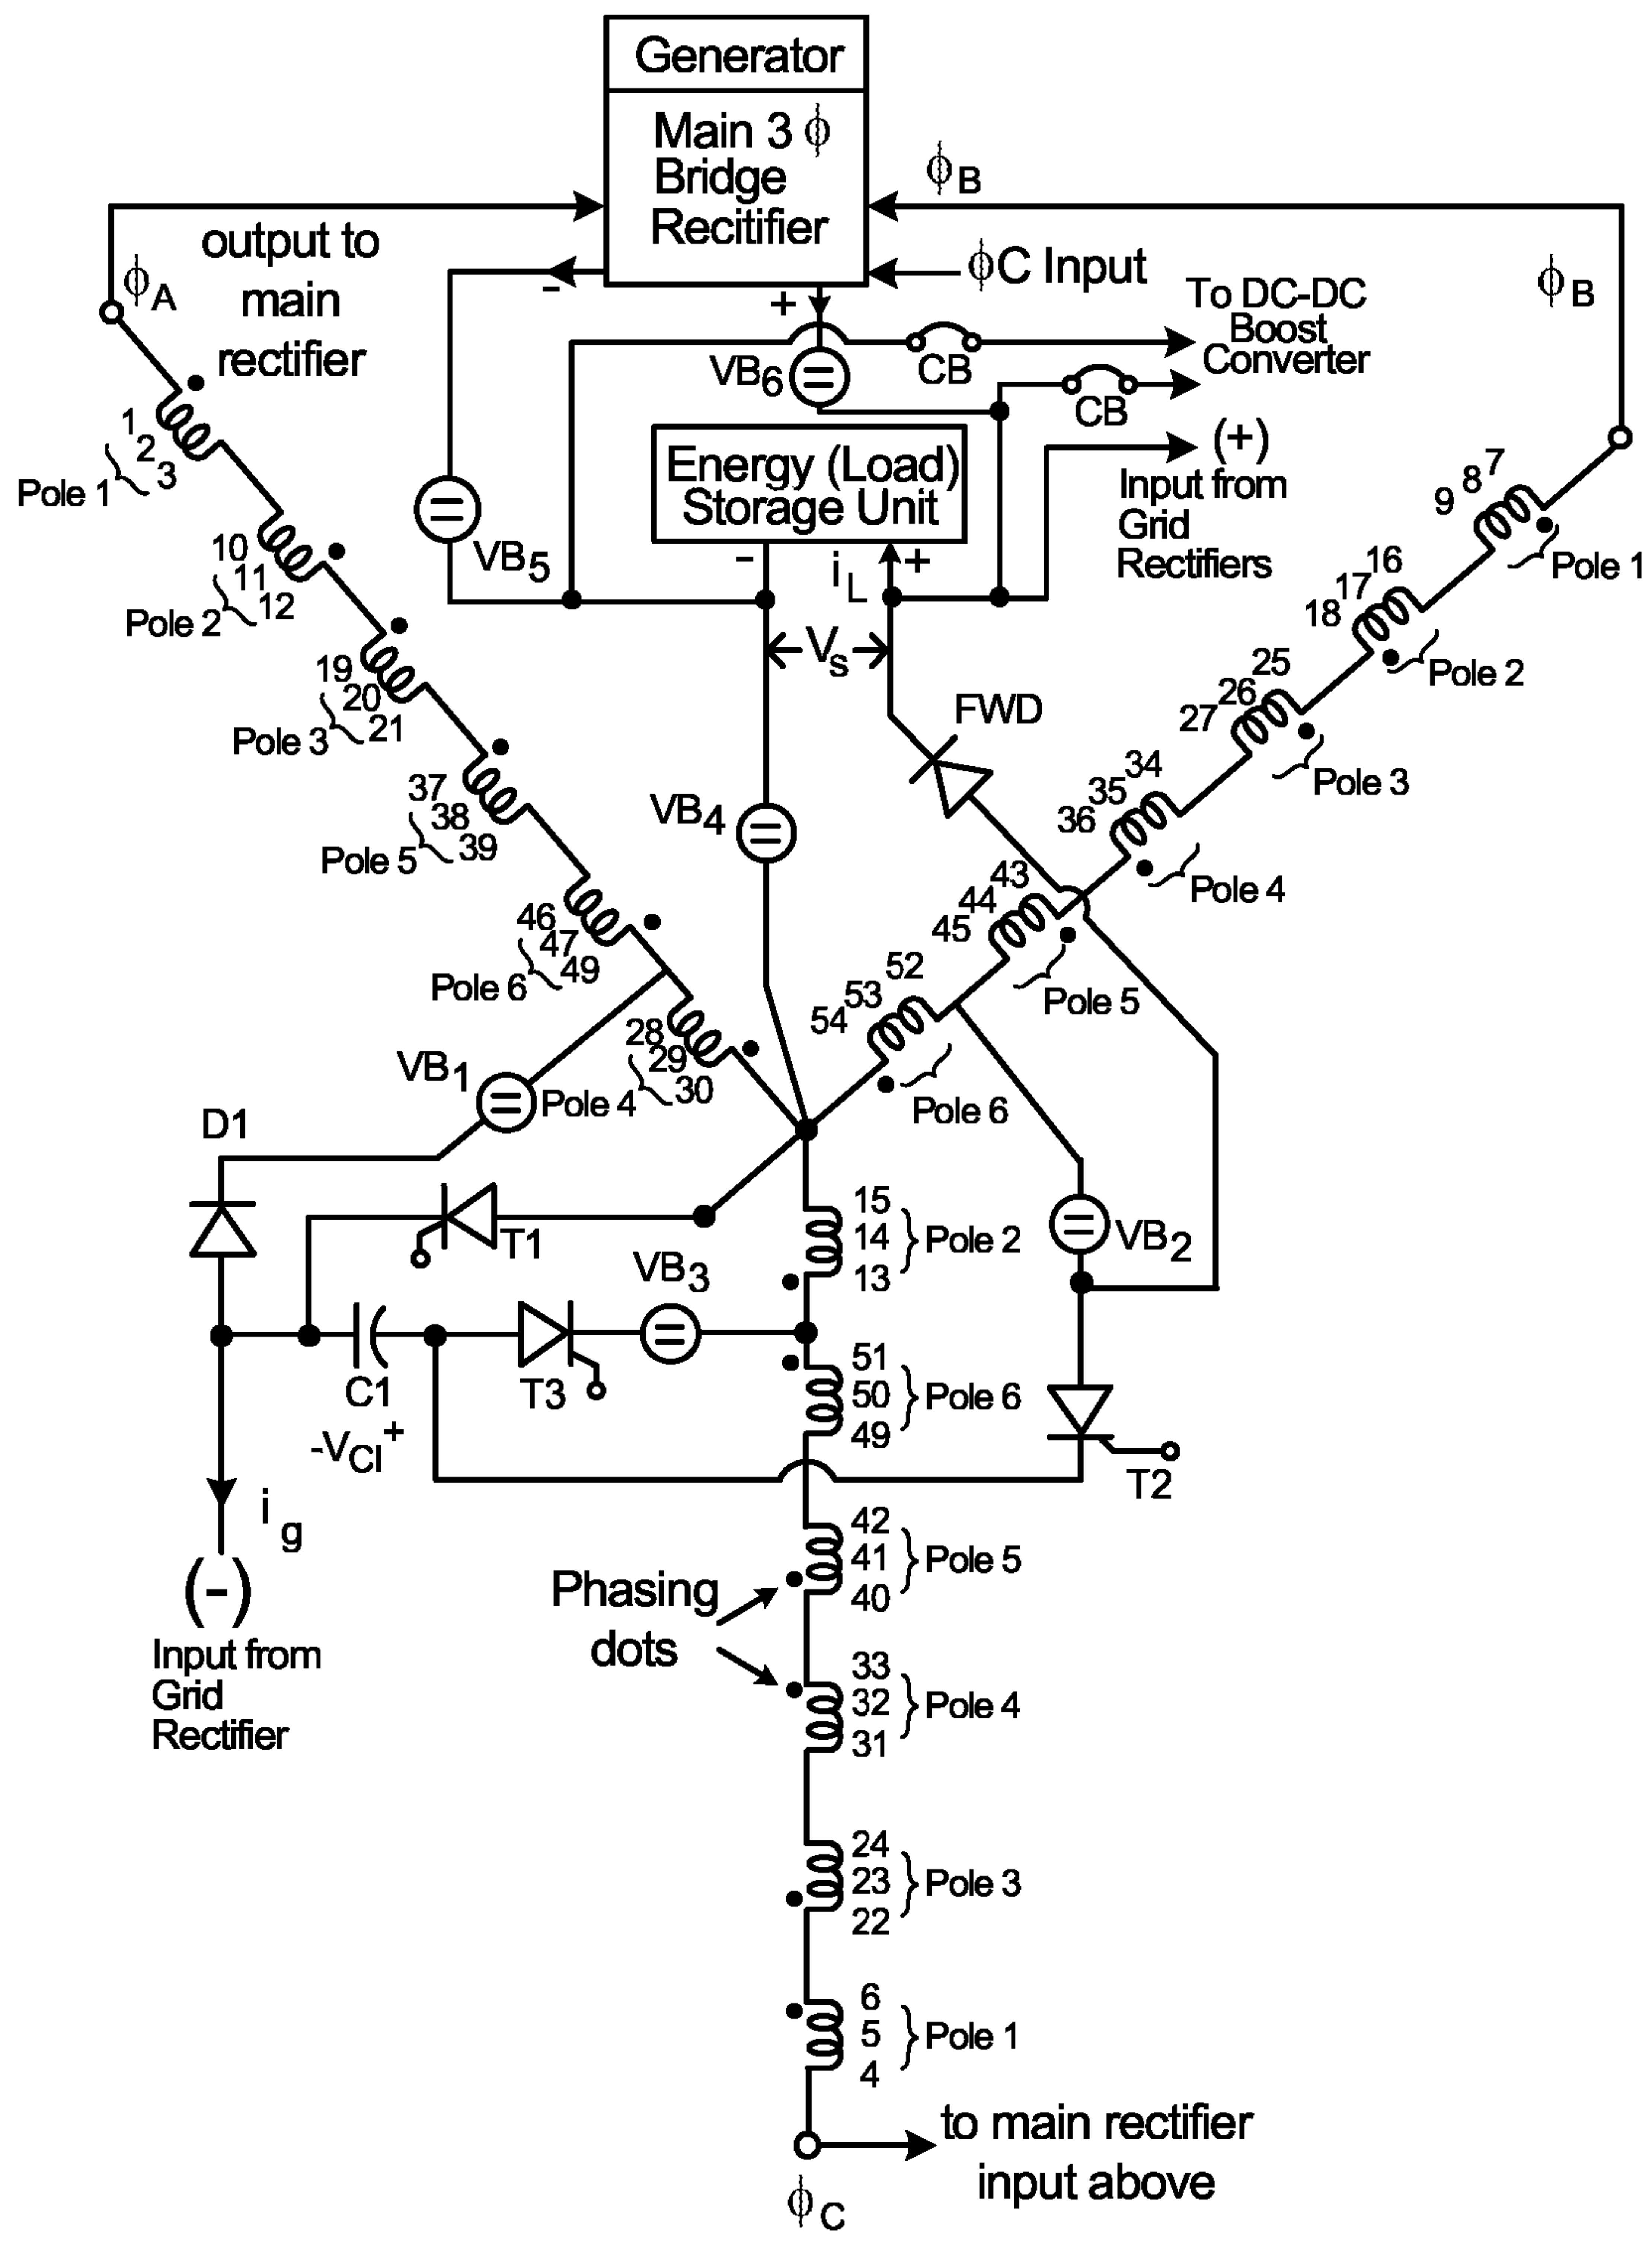 Generator
Main 3 ϕ
Bridge
Recitifier
ϕB
ϕC Input
output to
main
rectifier
ϕA
ϕB
-
+
To DC-DC
Boost
Converter
CB
CB
VB6
(+)
Input from
Grid
Rectifiers
Energy (Load)
Storage Unit
VB5
-
iL
+
Vs
FWD
VB4
1
2
3
Pole 1
10
11
12
Pole 2
19
20
21
Pole 3
37
38
39
Pole 5
46
47
49
Pole 6
28
29
30
Pole 4
7
8
9
Pole 1
16
17
18
Pole 2
25
26
27
Pole 3
34
35
36
Pole 4
43
44
45
Pole 5
52
53
54
Pole 6
VB1
D1
T1
VB3
VB2
C1
-VCI+
T3
T2
15
14 Pole 2
13
51
50 Pole 6
49
42
41 Pole 5
40
33
32 Pole 4
31
24
23 Pole 3
22
6
5 Pole 1
4
ig
(-)
Input from
Grid
Rectifier
Phasing
dots
to main rectifier
input above
ϕC